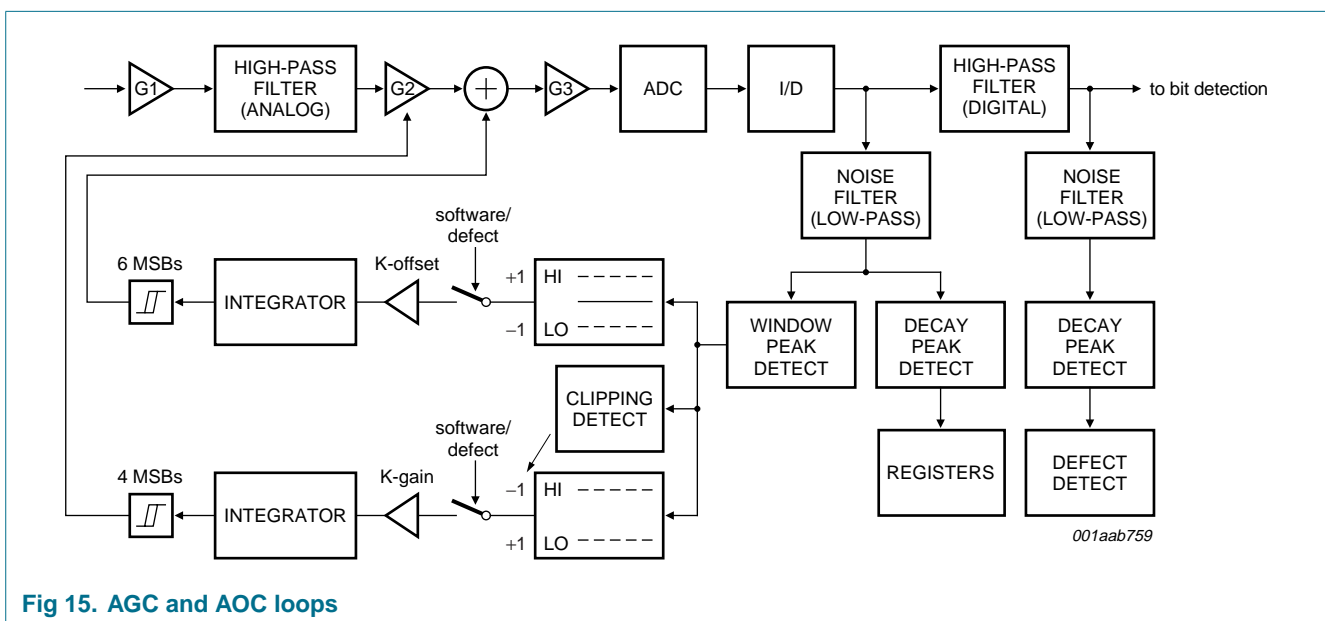 G1
HIGH-PASS
FILTER
(ANALOG)
G2
+
G3
ADC
I/D
HIGH-PASS
FILTER
(DIGITAL)
to bit detection
NOISE
FILTER
(LOW-PASS)
NOISE
FILTER
(LOW-PASS)
software/
defect
6 MSBs
INTEGRATOR
K-offset
+1 HI
−1 LO
WINDOW
PEAK
DETECT
DECAY
PEAK
DETECT
DECAY
PEAK
DETECT
CLIPPING
DETECT
software/
defect
4 MSBs
INTEGRATOR
K-gain
−1 HI
+1 LO
REGISTERS
DEFECT
DETECT
001aab759
Fig 15. AGC and AOC loops